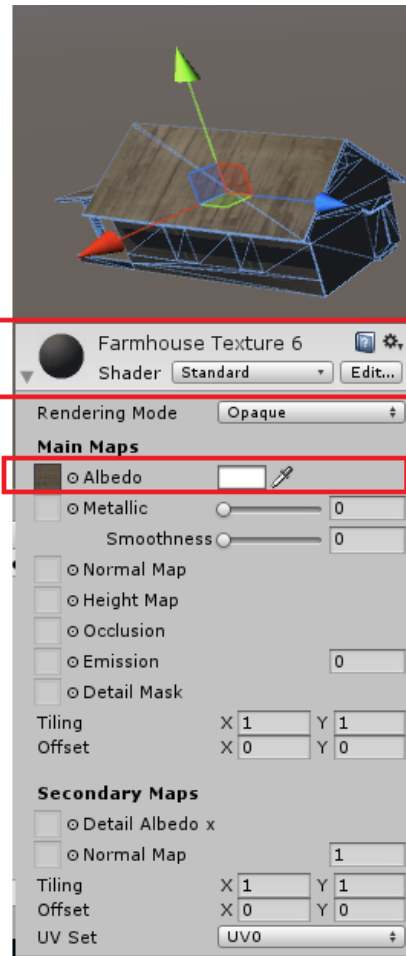 Farmhouse Texture 6
Shader Standard Edit...
Rendering Mode Opaque
Main Maps
Albedo
Metallic 0
Smoothness 0
Normal Map
Height Map
Occlusion
Emission 0
Detail Mask
Tiling X 1 Y 1
Offset X 0 Y 0
Secondary Maps
Detail Albedo x
Normal Map 1
Tiling X 1 Y 1
Offset X 0 Y 0
UV Set UV0